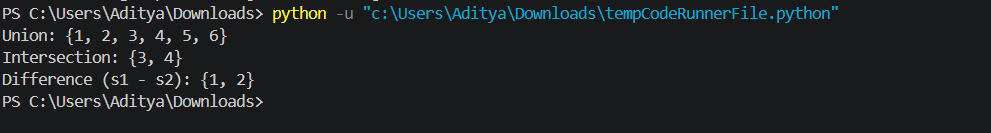 PS C:\Users\Aditya\Downloads> python -u "c:\Users\Aditya\Downloads\tempCodeRunnerFile.python"
Union: {1, 2, 3, 4, 5, 6}
Intersection: {3, 4}
Difference (s1 - s2): {1, 2}
PS C:\Users\Aditya\Downloads>